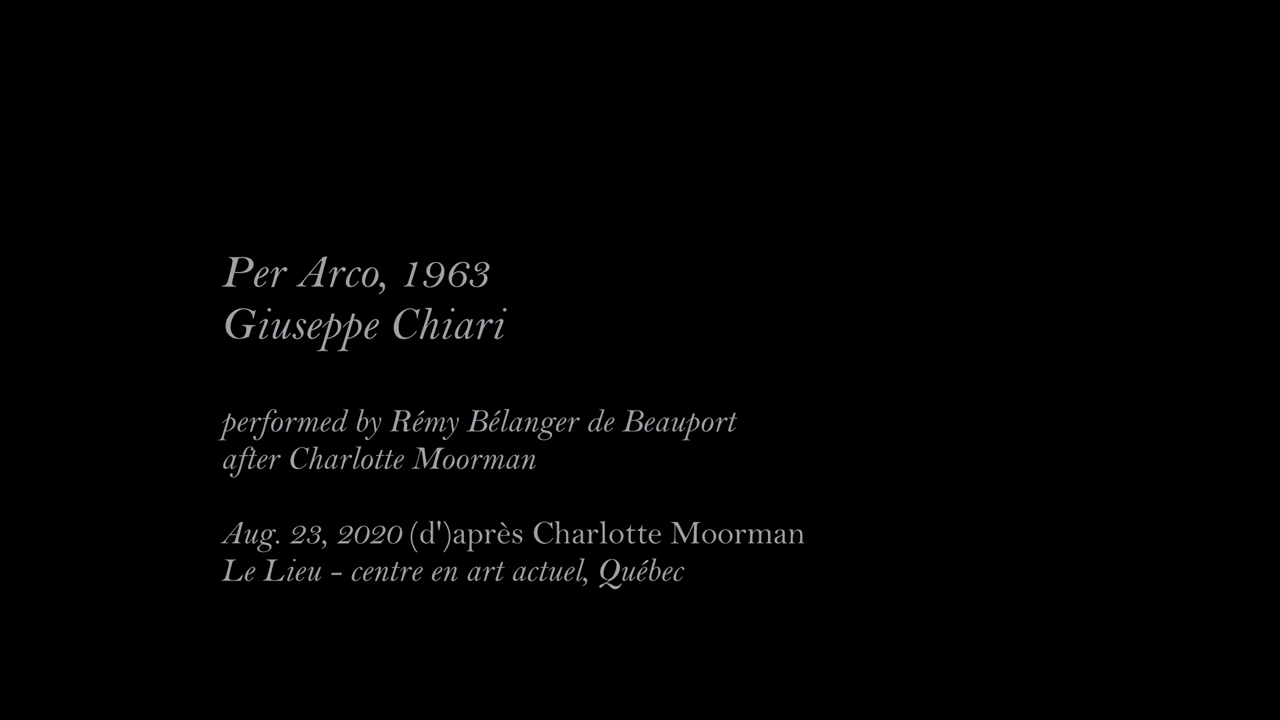 Per Arco, 1963
Giuseppe Chiari
performed by Rémy Bélanger de Beauport
after Charlotte Moorman
Aug. 23, 2020 (d')après Charlotte Moorman
Le Lieu - centre en art actuel, Québec